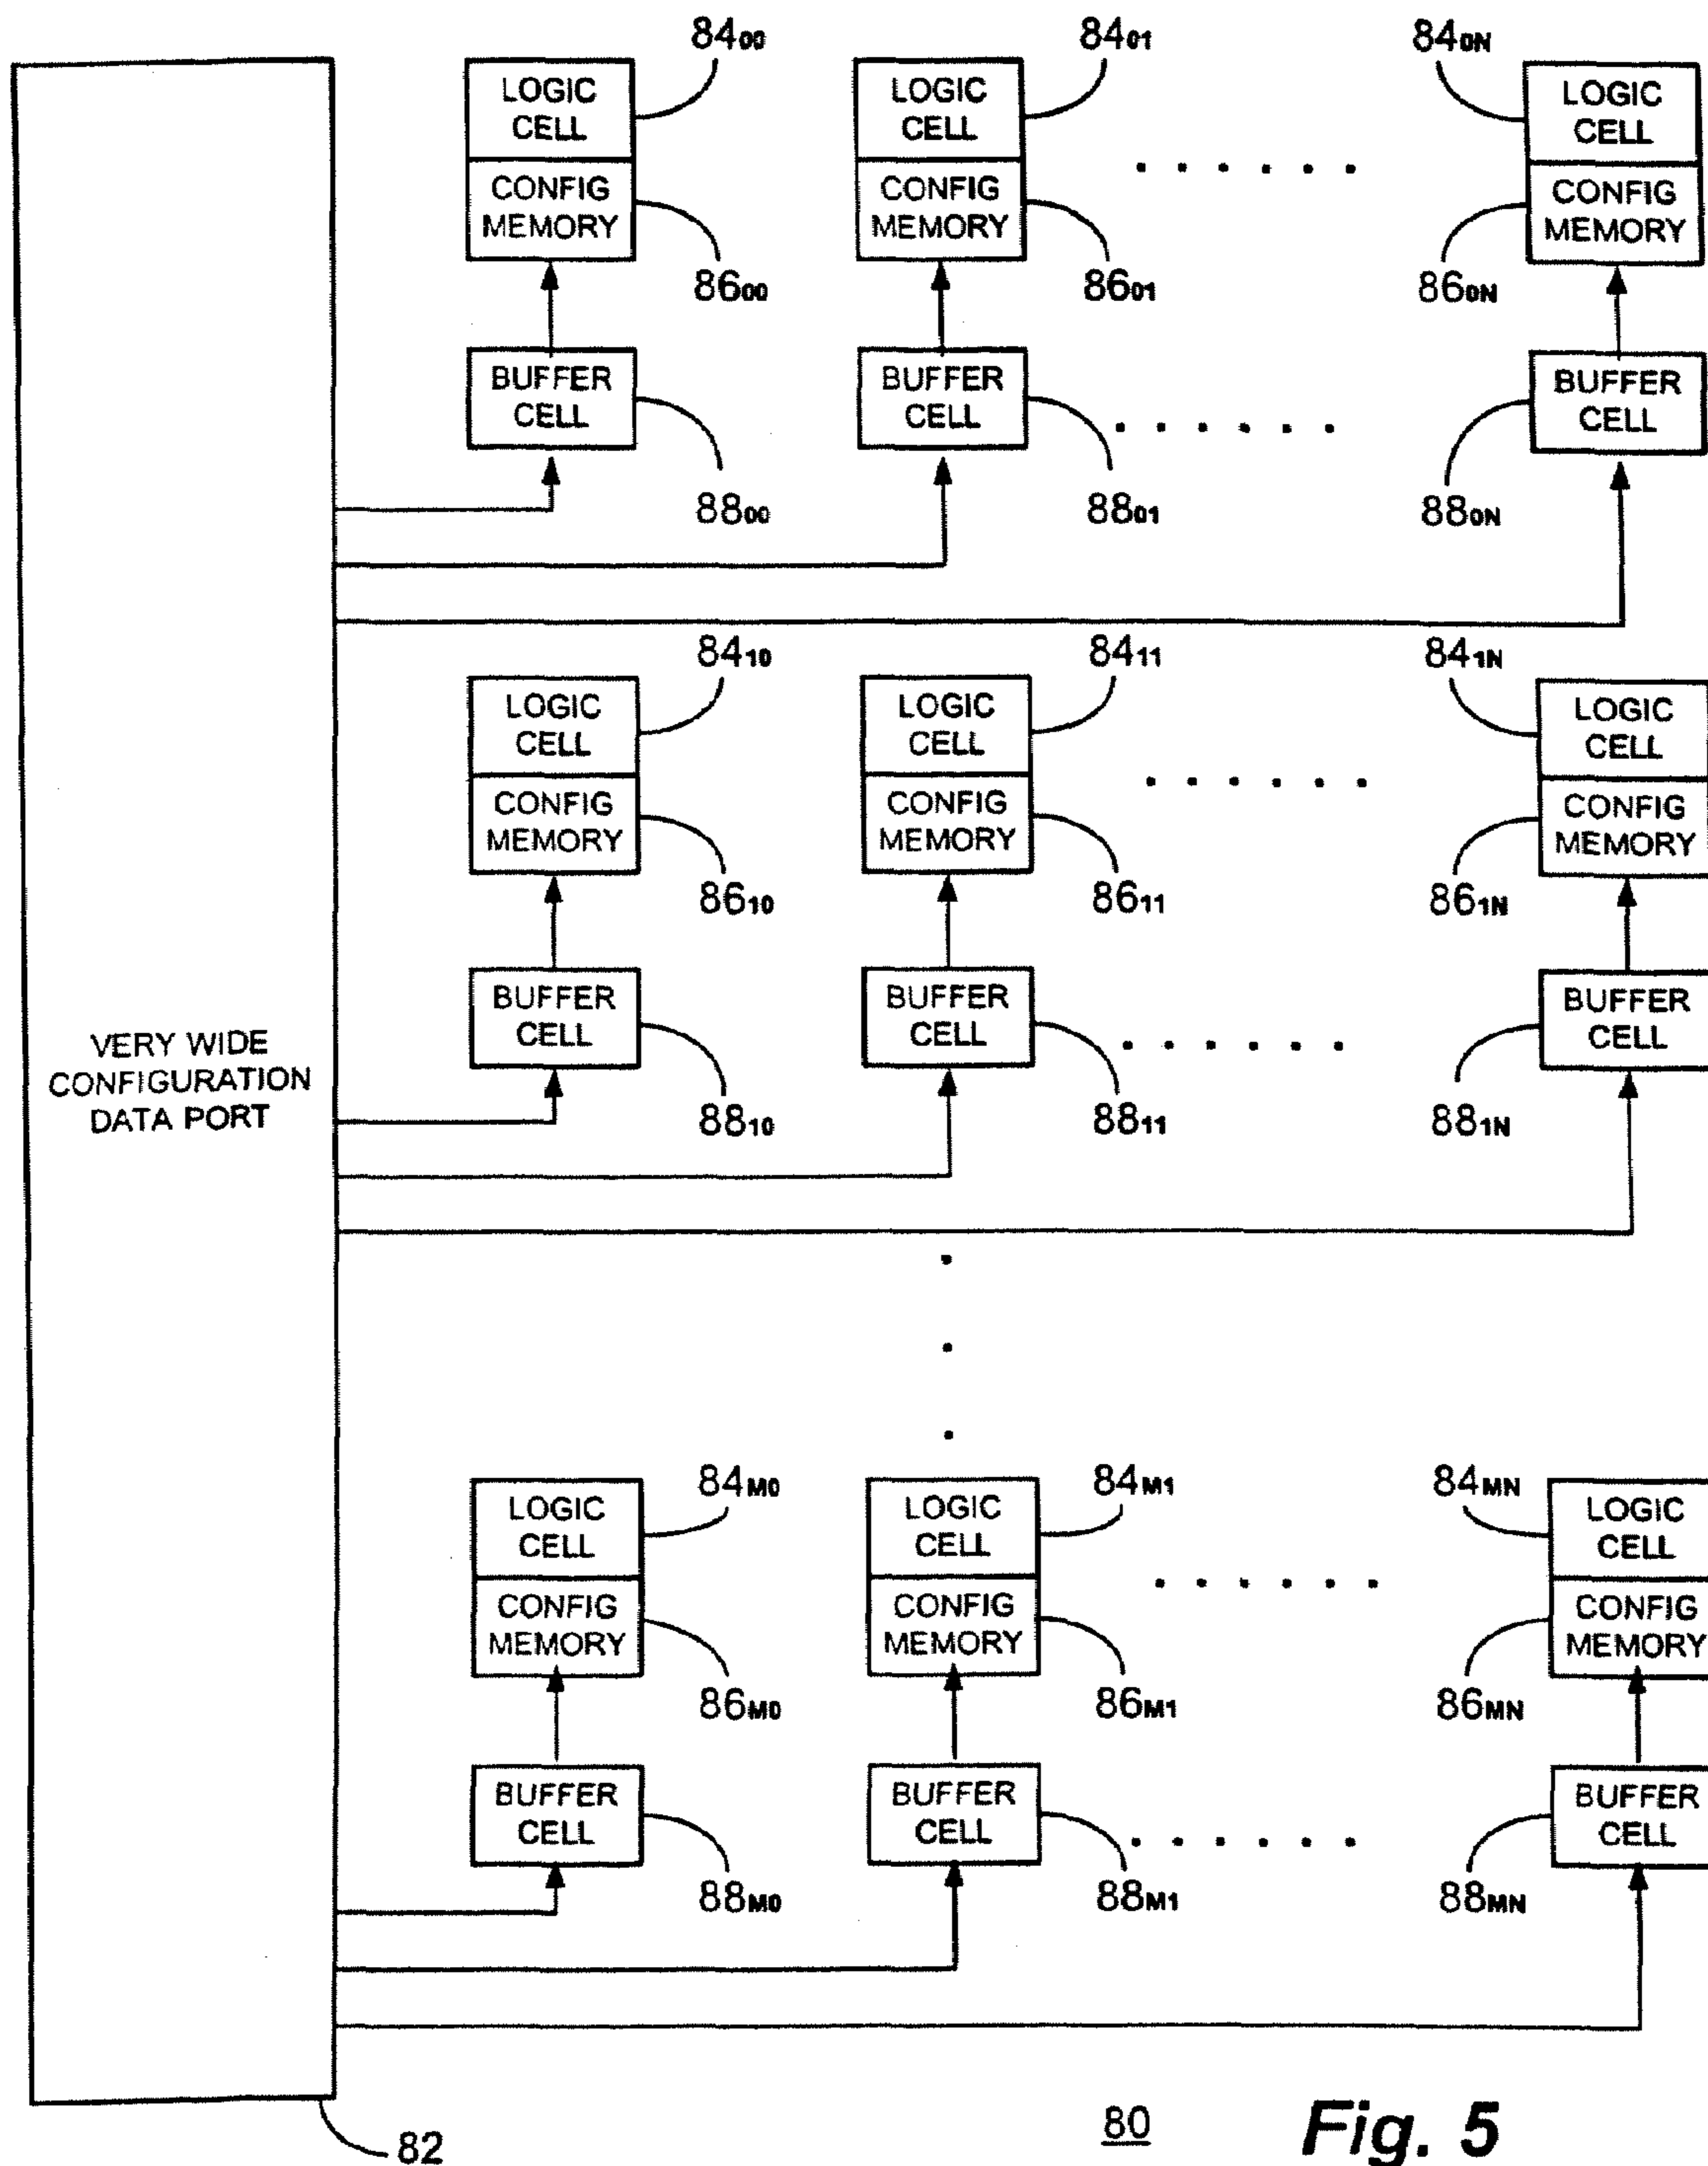 84₀₀ 84₀₁ 84₀N
LOGIC CELL LOGIC CELL LOGIC CELL
CONFIG MEMORY CONFIG MEMORY CONFIG MEMORY
86₀₀ 86₀₁ 86₀N
BUFFER CELL BUFFER CELL BUFFER CELL
88₀₀ 88₀₁ 88₀N
84₁₀ 84₁₁ 84₁N
LOGIC CELL LOGIC CELL LOGIC CELL
CONFIG MEMORY CONFIG MEMORY CONFIG MEMORY
86₁₀ 86₁₁ 86₁N
BUFFER CELL BUFFER CELL BUFFER CELL
88₁₀ 88₁₁ 88₁N
VERY WIDE
CONFIGURATION
DATA PORT
84M0 84M1 84MN
LOGIC CELL LOGIC CELL LOGIC CELL
CONFIG MEMORY CONFIG MEMORY CONFIG MEMORY
86M0 86M1 86MN
BUFFER CELL BUFFER CELL BUFFER CELL
88M0 88M1 88MN
82
80 Fig. 5